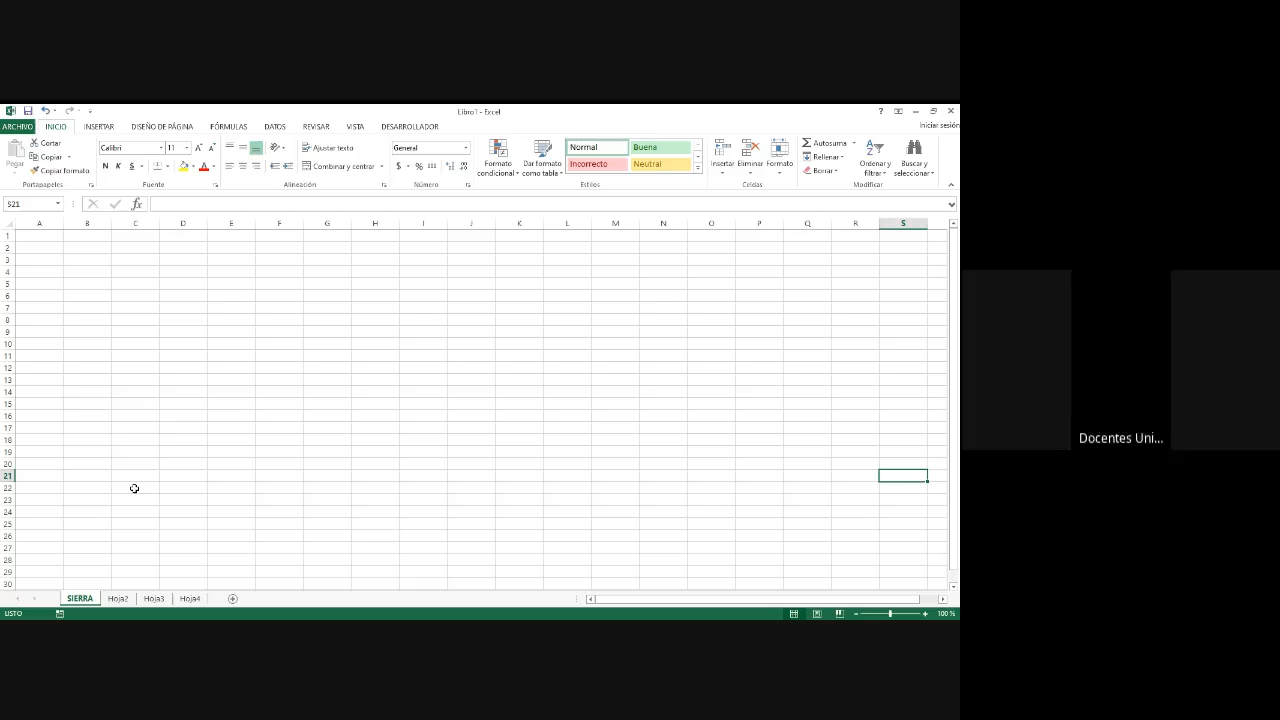 Libro1 - Excel
?
ARCHIVO INICIO INSERTAR DISEÑO DE PÁGINA FÓRMUL DATOS REVISAR VISTA DESARROLLADOR Iniciar sesión
Pegar
Cortar
Copiar
Copiar formato
Portapapeles
Calibri
N K S
Fuente
Ajustar texto
Combinar y centrar
Alineación
General
$ % 000
Número
Formato condicional
Dar formato como tabla
Normal Buena
Incorrecto Neutral
Estilos
Insertar Eliminar Formato
Celdas
Autosuma
Rellenar
Borrar
Ordenary filtrar
Buscary seleccionar
Modificar
S21 fx
A B C D E F G H I J K L M N O P Q R S
1
2
3
4
5
6
7
8
9
10
11
12
13
14
15
16
17
18
19
20
21
22
23
24
25
26
27
28
29
30
SIERRA Hoja2 Hoja3 Hoja4
LISTO 100 %
Docentes Uni...